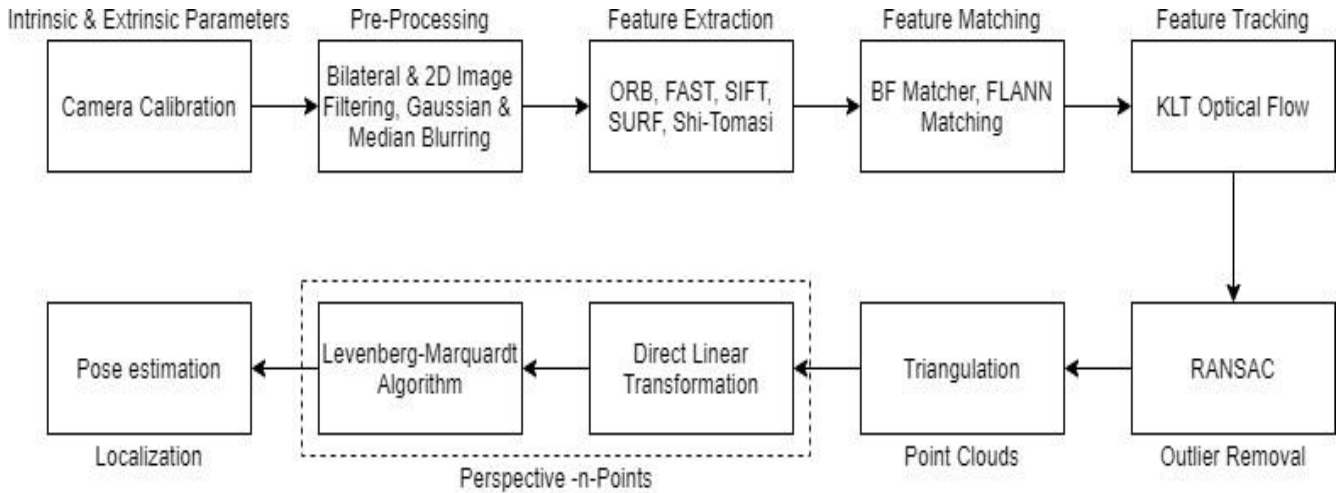 Intrinsic & Extrinsic Parameters
Pre-Processing
Feature Extraction
Feature Matching
Feature Tracking
Camera Calibration
Bilateral & 2D Image
Filtering, Gaussian &
Median Blurring
ORB, FAST, SIFT,
SURF, Shi-Tomasi
BF Matcher, FLANN
Matching
KLT Optical Flow
Pose estimation
Levenberg-Marquardt
Algorithm
Direct Linear
Transformation
Triangulation
RANSAC
Localization
Perspective -n-Points
Point Clouds
Outlier Removal